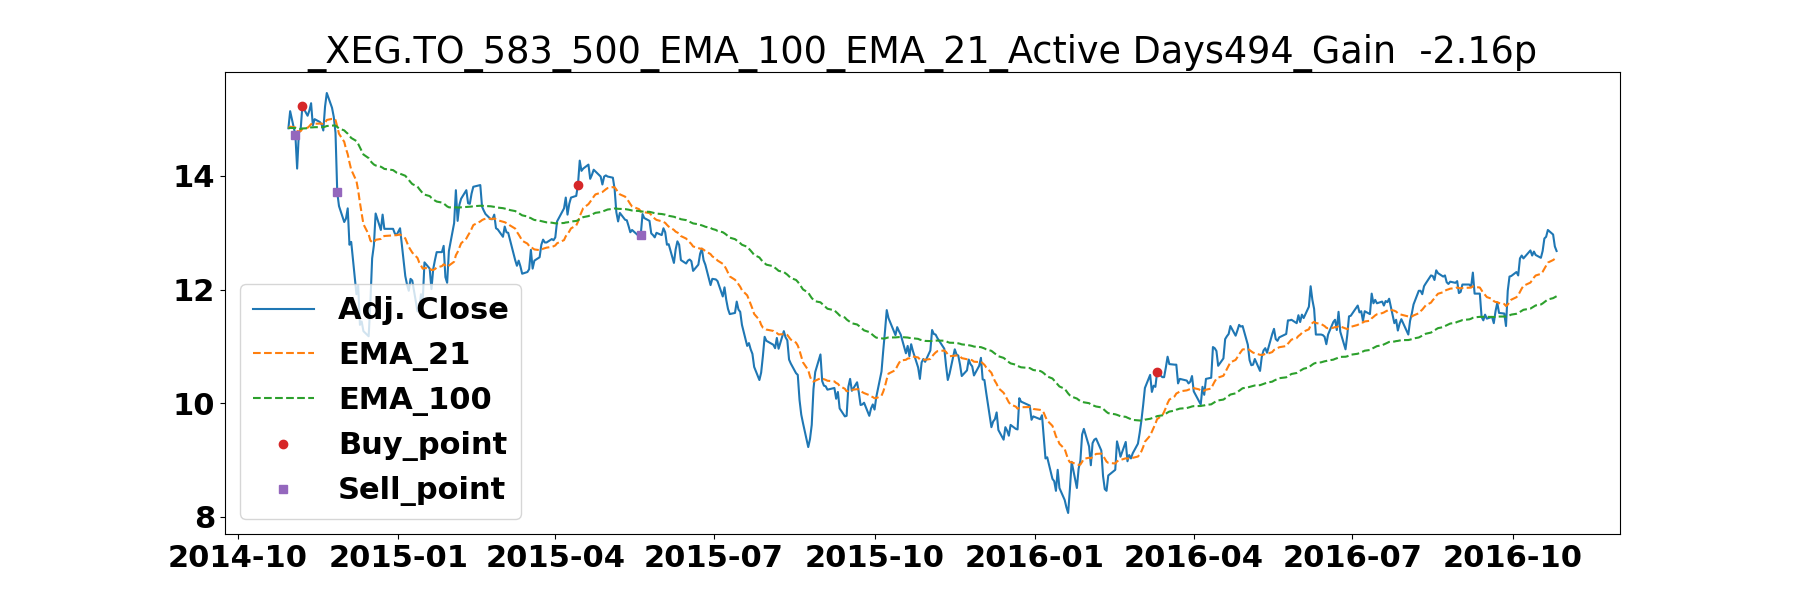 _XEG.TO_583_500_EMA_100_EMA_21_Active Days494_Gain  -2.16p
14
12
10
8
Adj. Close
EMA_21
EMA_100
Buy_point
Sell_point
2014-10 2015-01 2015-04 2015-07 2015-10 2016-01 2016-04 2016-07 2016-10